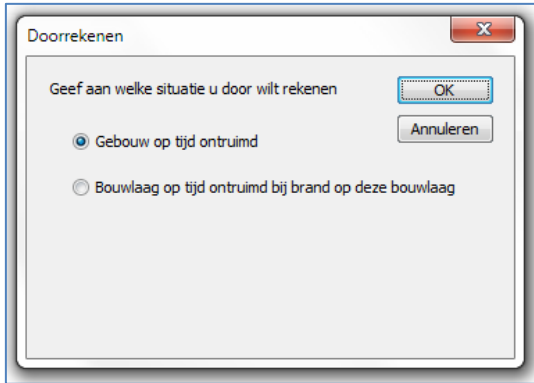 Doorrekenen
Geef aan welke situatie u door wilt rekenen
OK
Annuleren
Gebouw op tijd ontruimd
Bouwlaag op tijd ontruimd bij brand op deze bouwlaag